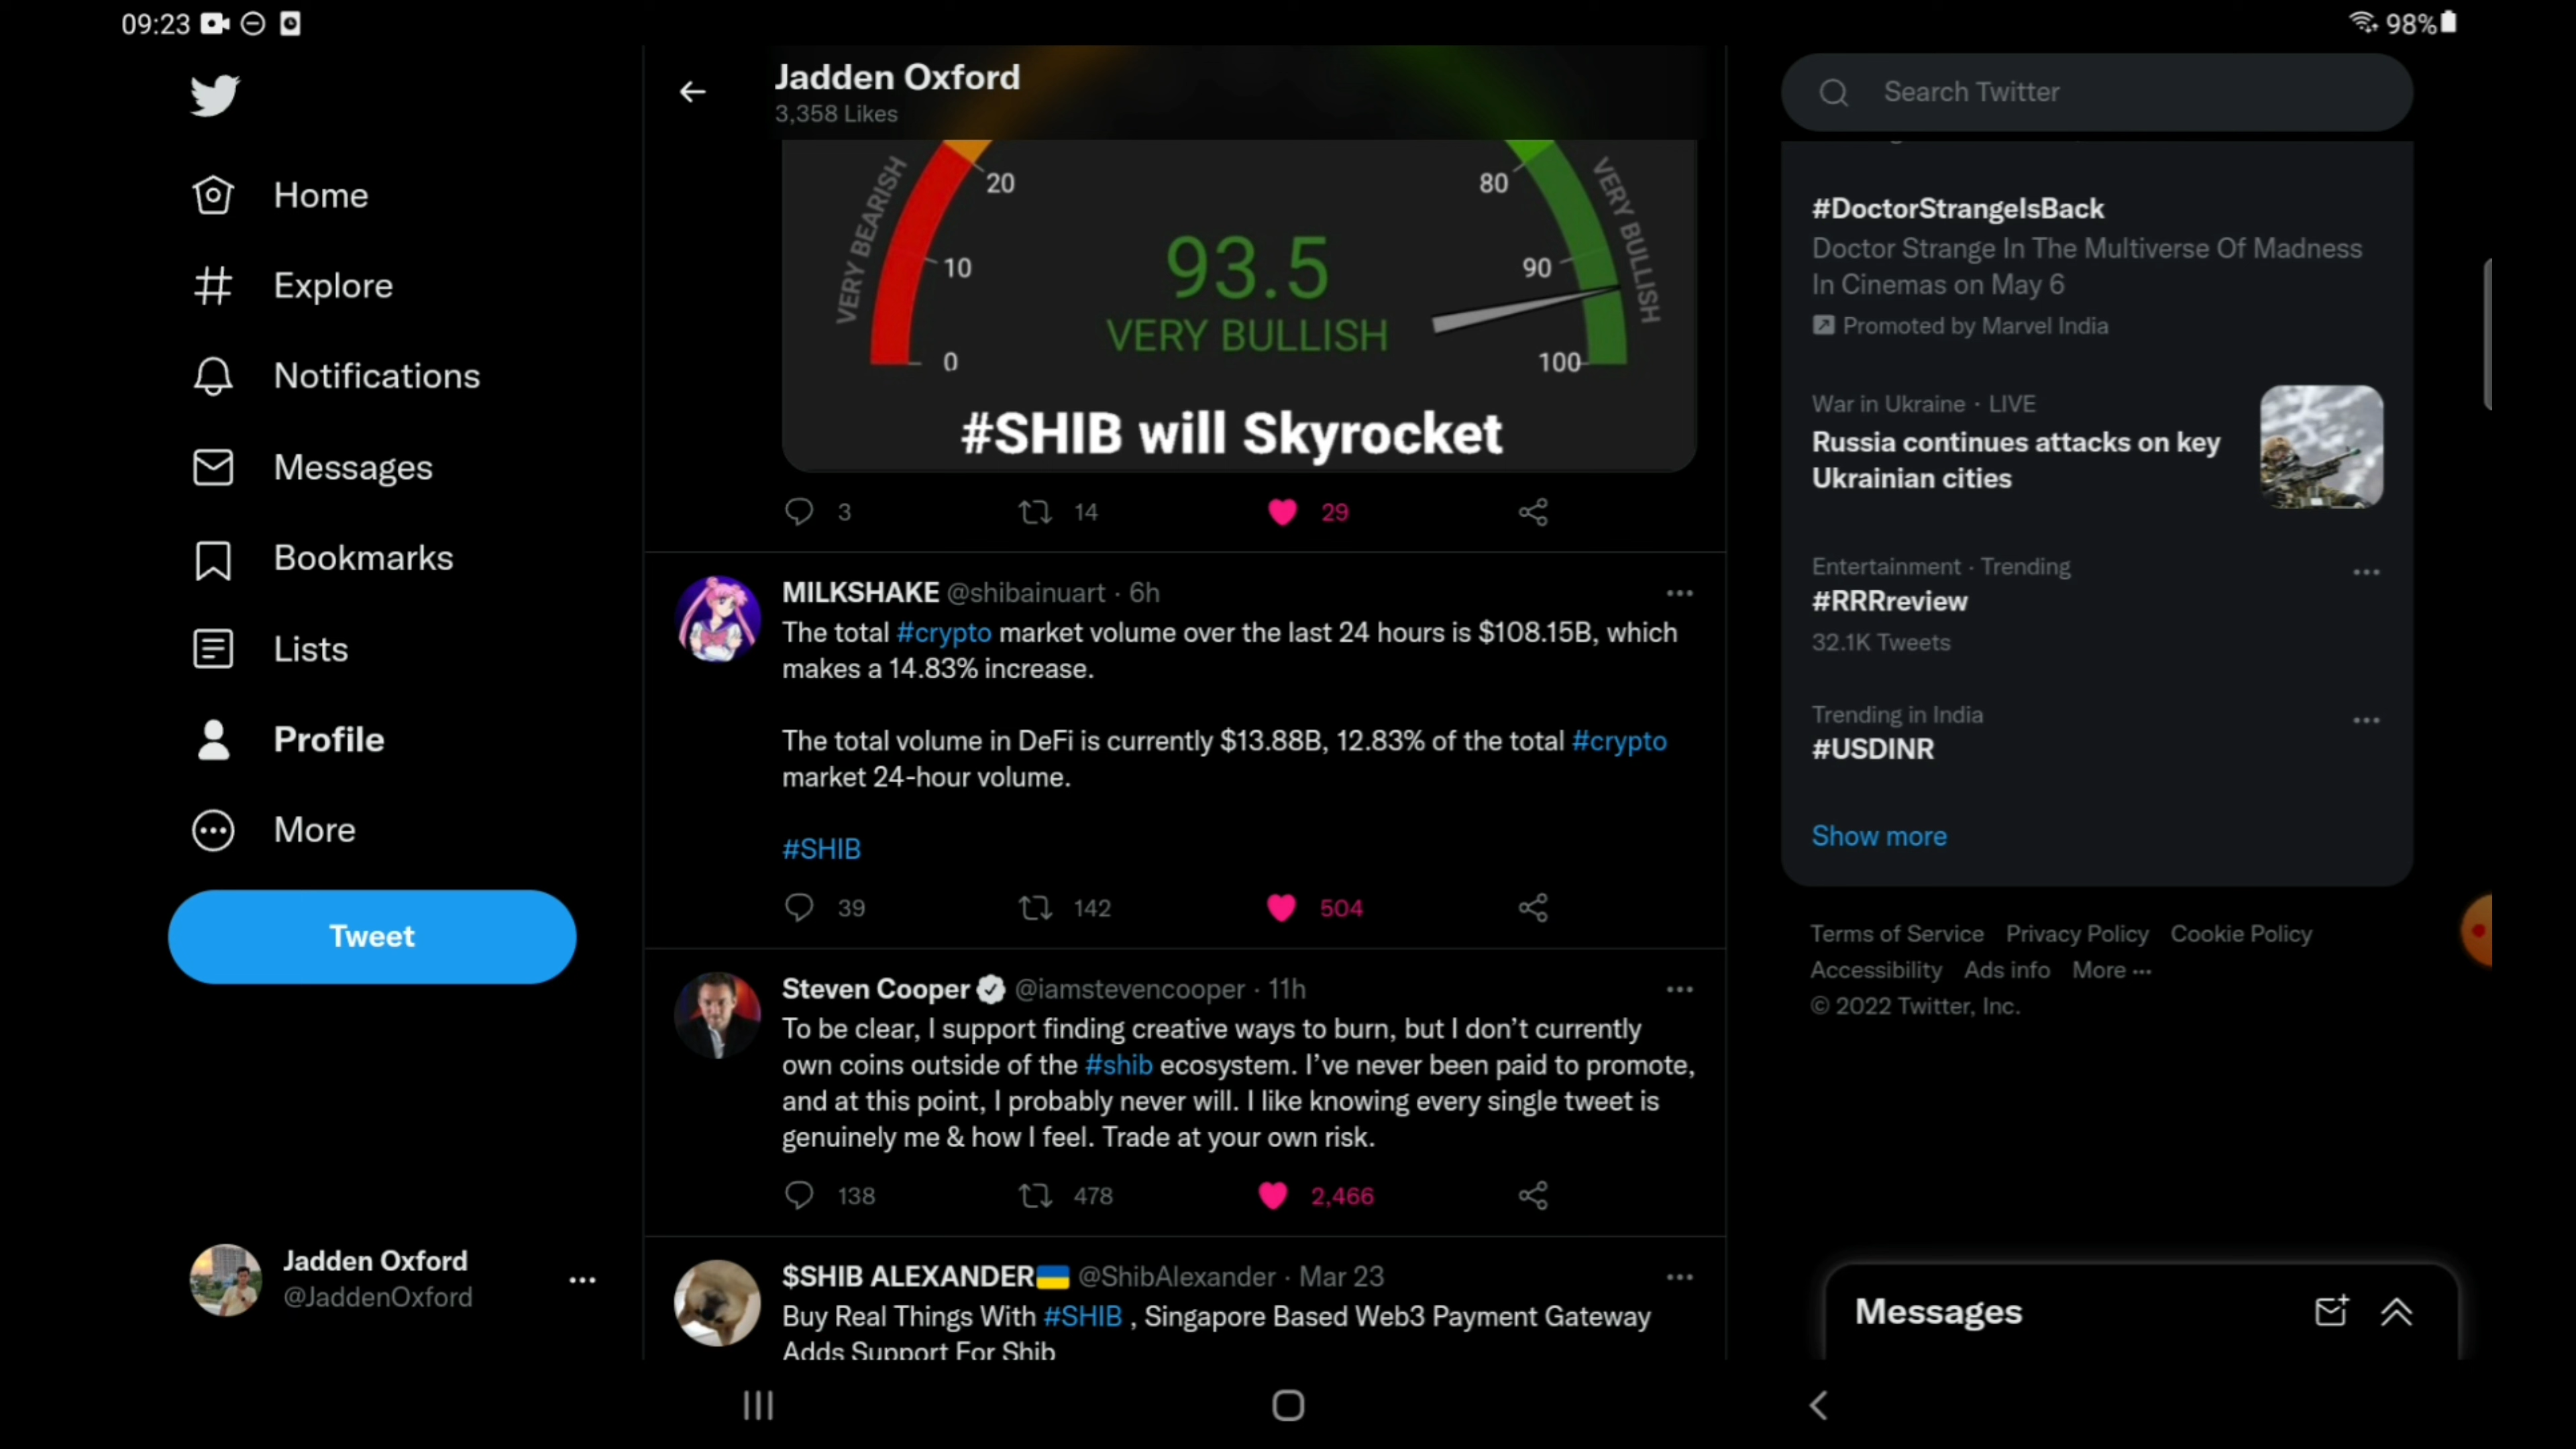 09:23
98%
Home
Explore
Notifications
Messages
Bookmarks
Lists
Profile
More
Tweet
Jadden Oxford
@JaddenOxford
Jadden Oxford
3,358 Likes
VERY BEARISH
20
10
0
80
90
100
VERY BULLISH
93.5
VERY BULLISH
#SHIB will Skyrocket
3
14
29
MILKSHAKE @shibainuart · 6h
The total #crypto market volume over the last 24 hours is $108.15B, which
makes a 14.83% increase.
The total volume in DeFi is currently $13.88B, 12.83% of the total #crypto
market 24-hour volume.
#SHIB
39
142
504
Steven Cooper @iamstevencooper · 11h
To be clear, I support finding creative ways to burn, but I don't currently
own coins outside of the #shib ecosystem. I've never been paid to promote,
and at this point, I probably never will. I like knowing every single tweet is
genuinely me & how I feel. Trade at your own risk.
138
478
2,466
$SHIB ALEXANDER🇺🇦 @ShibAlexander · Mar 23
Buy Real Things With #SHIB , Singapore Based Web3 Payment Gateway
Adds Support For Shib
Search Twitter
#DoctorStrangeIsBack
Doctor Strange In The Multiverse Of Madness
In Cinemas on May 6
Promoted by Marvel India
War in Ukraine · LIVE
Russia continues attacks on key
Ukrainian cities
Entertainment · Trending
#RRRreview
32.1K Tweets
Trending in India
#USDINR
Show more
Terms of Service Privacy Policy Cookie Policy
Accessibility Ads info More ···
© 2022 Twitter, Inc.
Messages